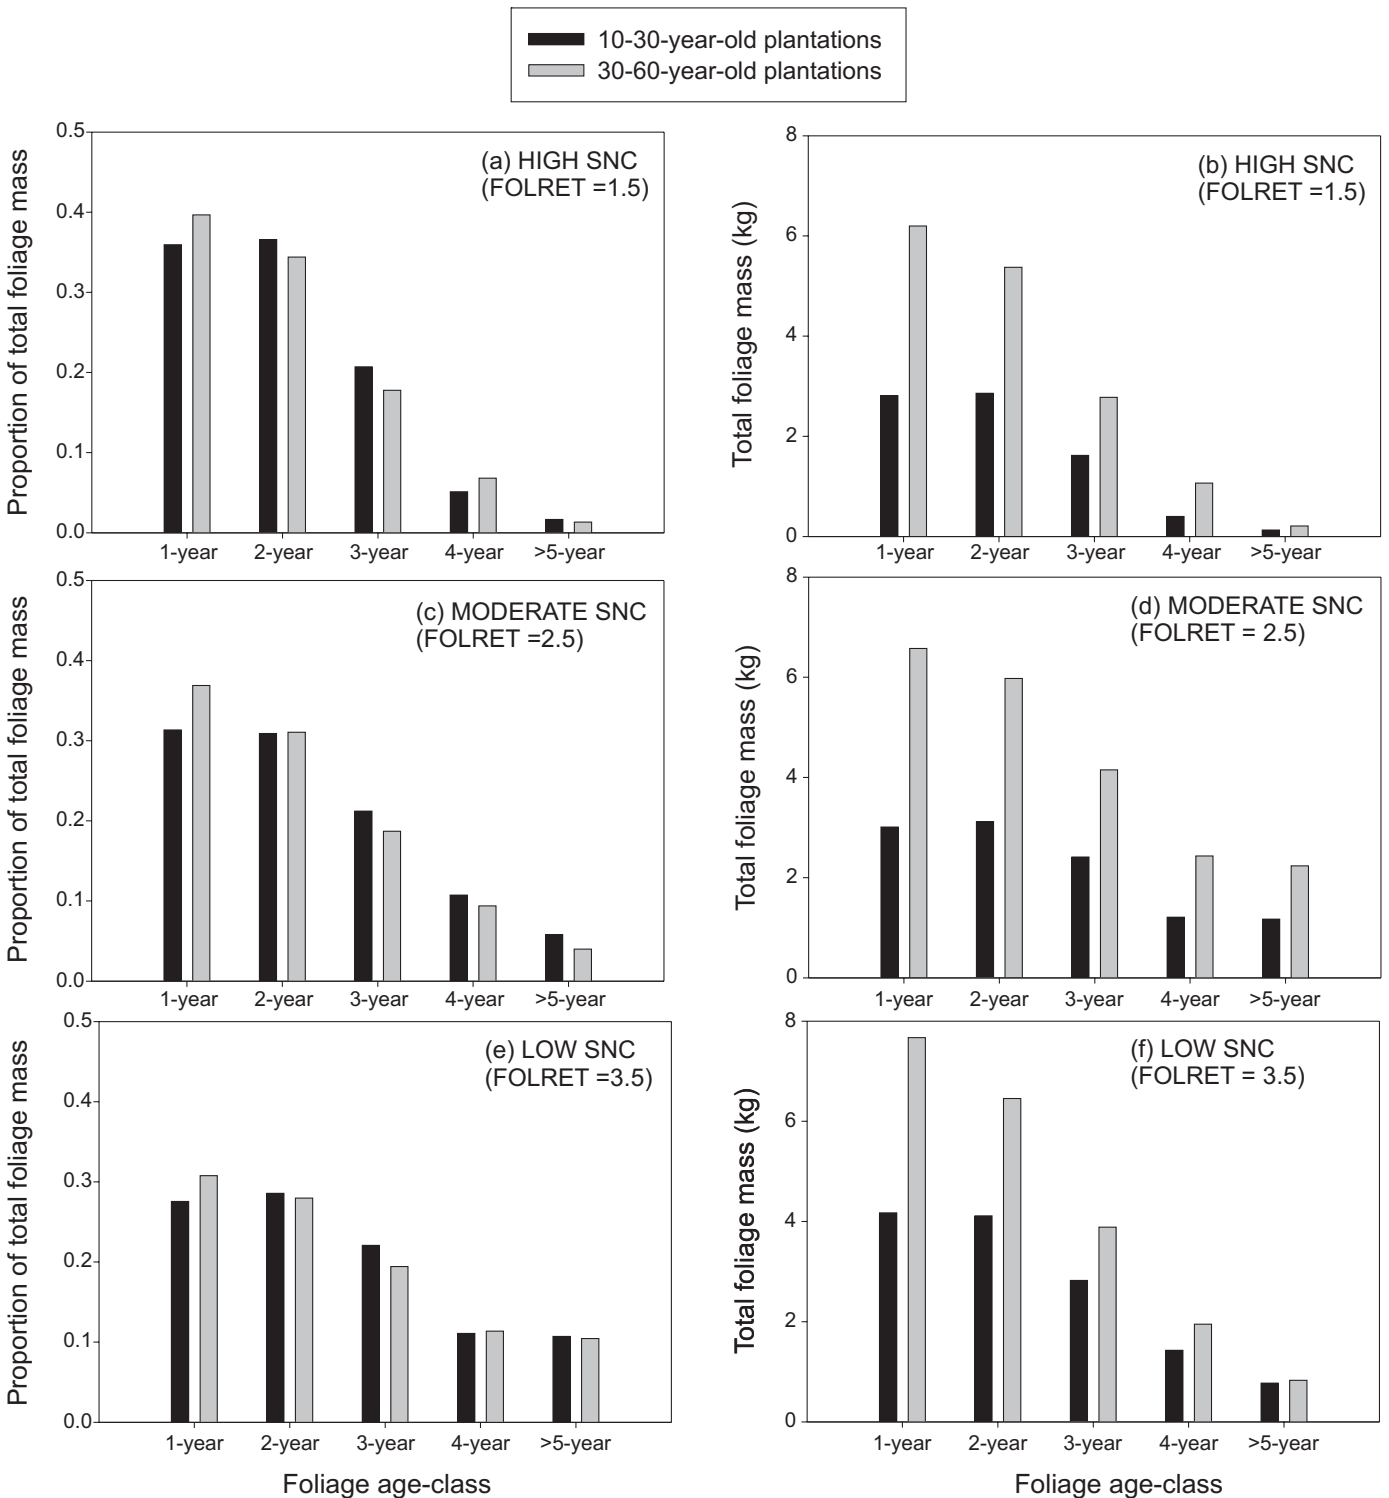 10-30-year-old plantations
30-60-year-old plantations
Proportion of total foliage mass
0.5
0.4
0.3
0.2
0.1
0.0
(a) HIGH SNC
(FOLRET =1.5)
1-year 2-year 3-year 4-year >5-year
Total foliage mass (kg)
8
6
4
2
0
(b) HIGH SNC
(FOLRET =1.5)
1-year 2-year 3-year 4-year >5-year
Proportion of total foliage mass
0.5
0.4
0.3
0.2
0.1
0.0
(c) MODERATE SNC
(FOLRET =2.5)
1-year 2-year 3-year 4-year >5-year
Total foliage mass (kg)
8
6
4
2
0
(d) MODERATE SNC
(FOLRET = 2.5)
1-year 2-year 3-year 4-year >5-year
Proportion of total foliage mass
0.5
0.4
0.3
0.2
0.1
0.0
(e) LOW SNC
(FOLRET =3.5)
1-year 2-year 3-year 4-year >5-year
Foliage age-class
Total foliage mass (kg)
8
6
4
2
0
(f) LOW SNC
(FOLRET = 3.5)
1-year 2-year 3-year 4-year >5-year
Foliage age-class